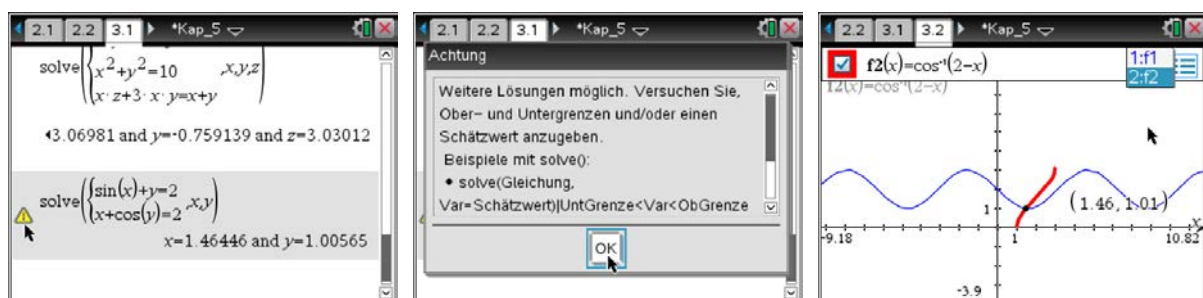 2.1 2.2 3.1 *Kap_5
solve({x²+y²=10
x·z+3·x·y=x+y ,x,y,z)
3.06981 and y=-0.759139 and z=3.03012
solve({sin(x)+y=2
x+cos(y)=2 ,x,y)
x=1.46446 and y=1.00565
2.1 2.2 3.1 *Kap_5
Achtung
Weitere Lösungen möglich. Versuchen Sie,
Ober- und Untergrenzen und/oder einen
Schätzwert anzugeben.
Beispiele mit solve():
• solve(Gleichung,
Var=Schätzwert)|UntGrenze<Var<ObGrenze
OK
2.2 3.1 3.2 *Kap_5
f2(x)=cos⁻¹(2-x)
1:f1
2:f2
f2(x)=cos⁻¹(2-x)
(1.46, 1.01)
1
x
-9.18 1 10.82
-3.9